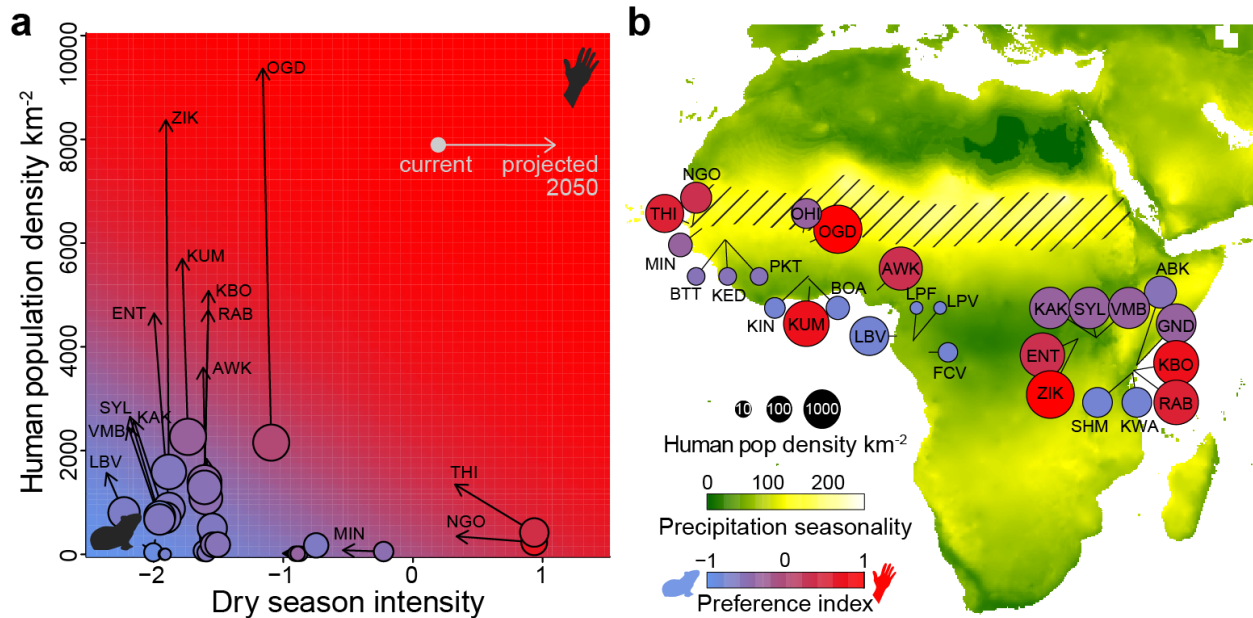 a
Human population density km-2
10000
8000
6000
4000
2000
0
OGD
ZIK
current
projected
2050
KUM
KBO
ENT
RAB
AWK
SYL
KAK
VMB
LBV
THI
NGO
MIN
−2
−1
0
1
Dry season intensity
b
NGO
THI
OHI
OGD
MIN
BTT
KED
PKT
AWK
KIN
KUM
BOA
LBV
LPF
LPV
FCV
ABK
KAK
SYL
VMB
GND
ENT
KBO
ZIK
RAB
SHM
KWA
10
100
1000
Human pop density km-2
0
100
200
Precipitation seasonality
−1
0
1
Preference index